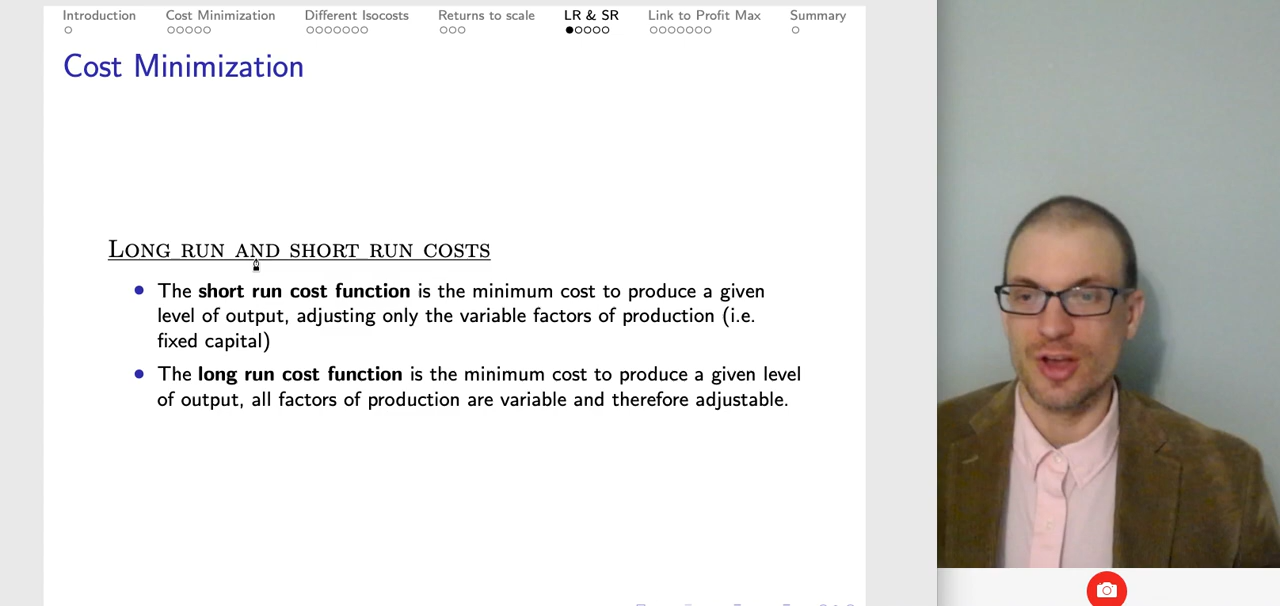 Introduction Cost Minimization Different Isocosts Returns to scale LR & SR Link to Profit Max Summary
Cost Minimization
LONG RUN AND SHORT RUN COSTS
The short run cost function is the minimum cost to produce a given
level of output, adjusting only the variable factors of production (i.e.
fixed capital)
The long run cost function is the minimum cost to produce a given level
of output, all factors of production are variable and therefore adjustable.